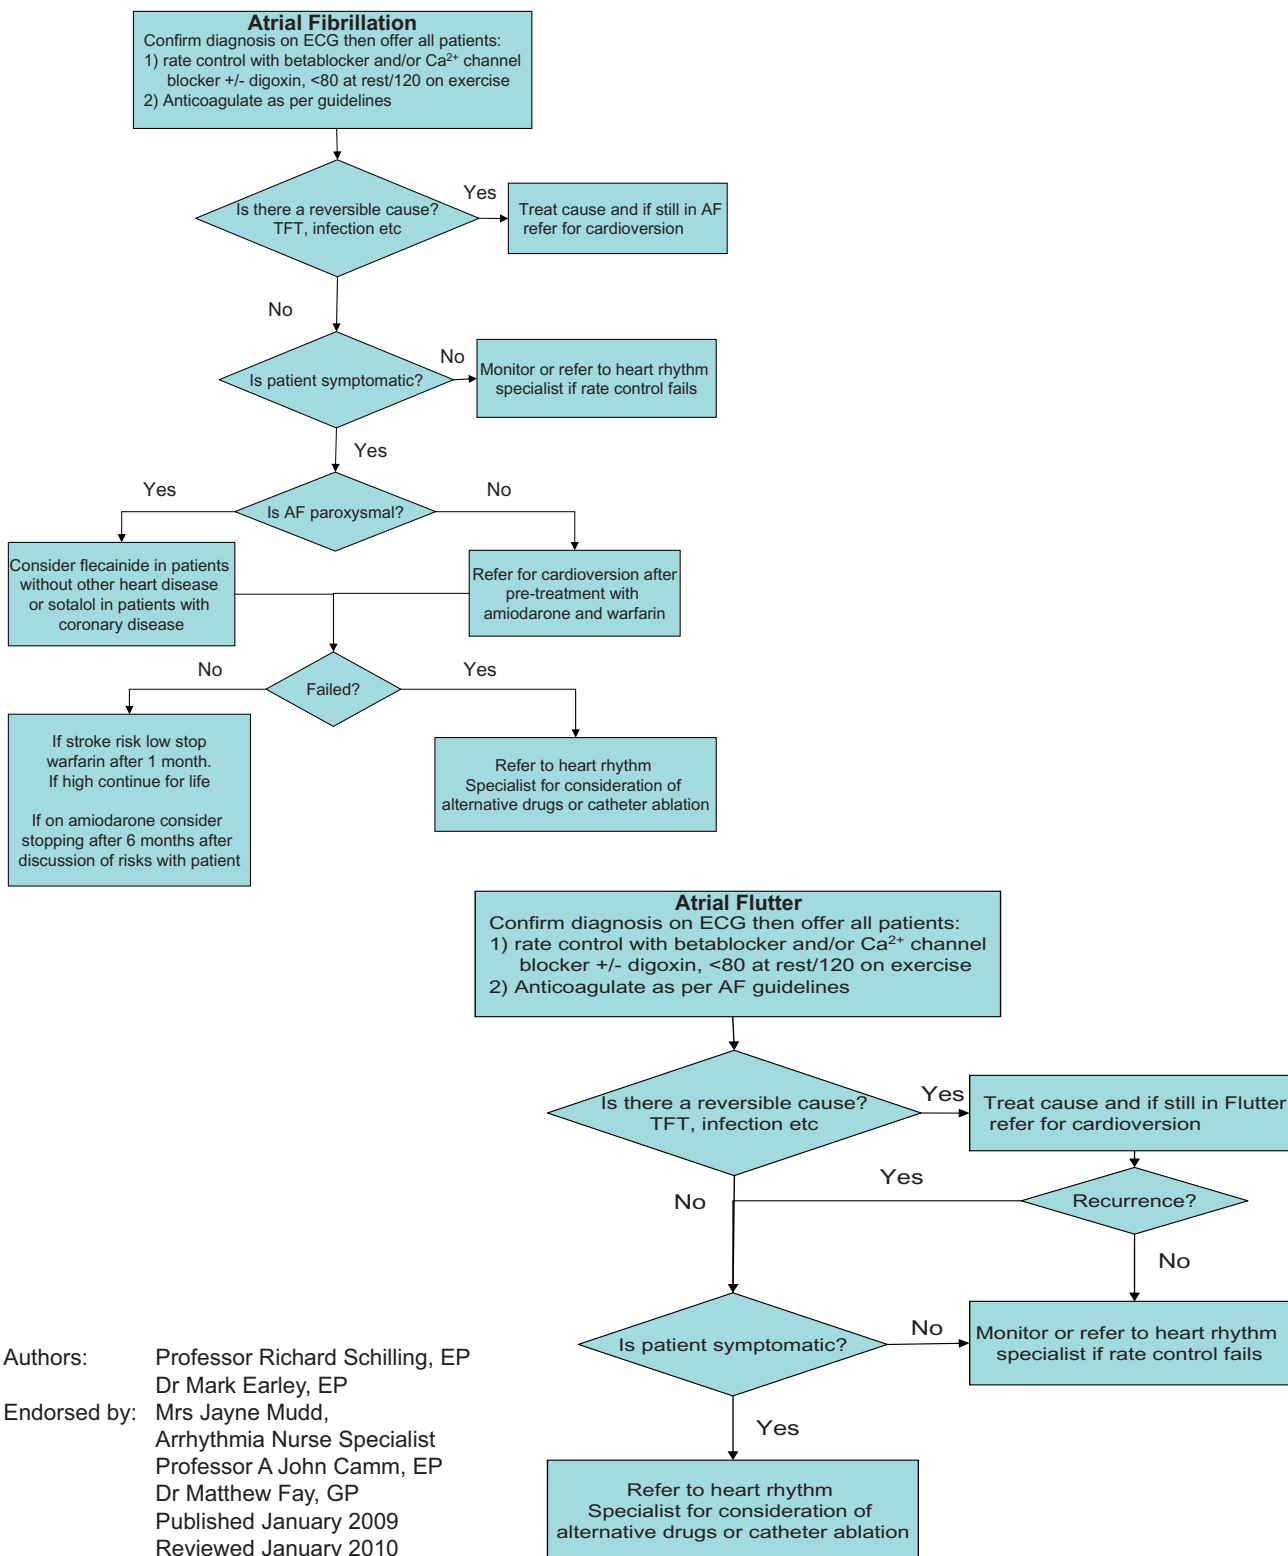 Atrial Fibrillation
Confirm diagnosis on ECG then offer all patients:
1) rate control with betablocker and/or Ca²⁺ channel
blocker +/- digoxin, <80 at rest/120 on exercise
2) Anticoagulate as per guidelines
Is there a reversible cause?
TFT, infection etc
Yes
Treat cause and if still in AF
refer for cardioversion
No
Is patient symptomatic?
No
Monitor or refer to heart rhythm
specialist if rate control fails
Yes
Is AF paroxysmal?
Yes
No
Consider flecainide in patients
without other heart disease
or sotalol in patients with
coronary disease
Refer for cardioversion after
pre-treatment with
amiodarone and warfarin
Failed?
No
Yes
If stroke risk low stop
warfarin after 1 month.
If high continue for life
If on amiodarone consider
stopping after 6 months after
discussion of risks with patient
Refer to heart rhythm
Specialist for consideration of
alternative drugs or catheter ablation
Atrial Flutter
Confirm diagnosis on ECG then offer all patients:
1) rate control with betablocker and/or Ca²⁺ channel
blocker +/- digoxin, <80 at rest/120 on exercise
2) Anticoagulate as per AF guidelines
Is there a reversible cause?
TFT, infection etc
Yes
Treat cause and if still in Flutter
refer for cardioversion
Recurrence?
Yes
No
No
Is patient symptomatic?
No
Monitor or refer to heart rhythm
specialist if rate control fails
Yes
Refer to heart rhythm
Specialist for consideration of
alternative drugs or catheter ablation
Authors: Professor Richard Schilling, EP
Dr Mark Earley, EP
Endorsed by: Mrs Jayne Mudd,
Arrhythmia Nurse Specialist
Professor A John Camm, EP
Dr Matthew Fay, GP
Published January 2009
Reviewed January 2010